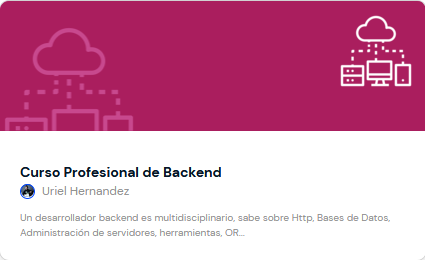 Curso Profesional de Backend
Uriel Hernandez
Un desarrollador backend es multidisciplinario, sabe sobre Http, Bases de Datos,
Administración de servidores, herramientas, OR...